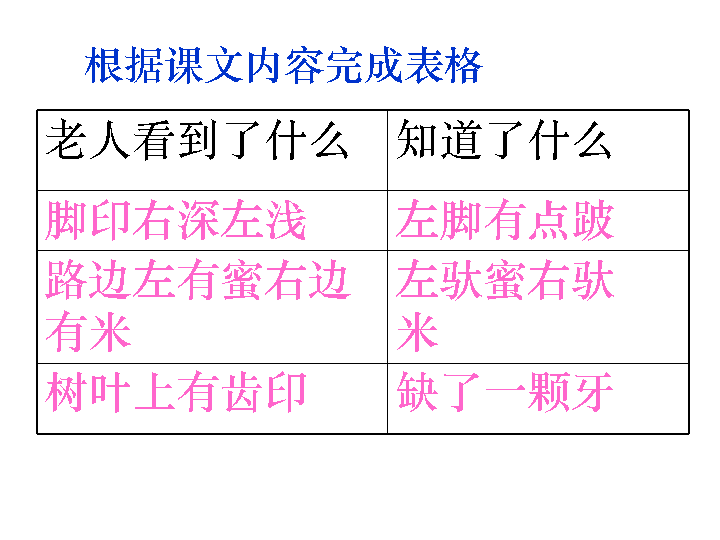 根据课文内容完成表格
老人看到了什么 知道了什么
脚印右深左浅 左脚有点跛
路边左有蜜右边 左驮蜜右驮
有米 米
树叶上有齿印 缺了一颗牙